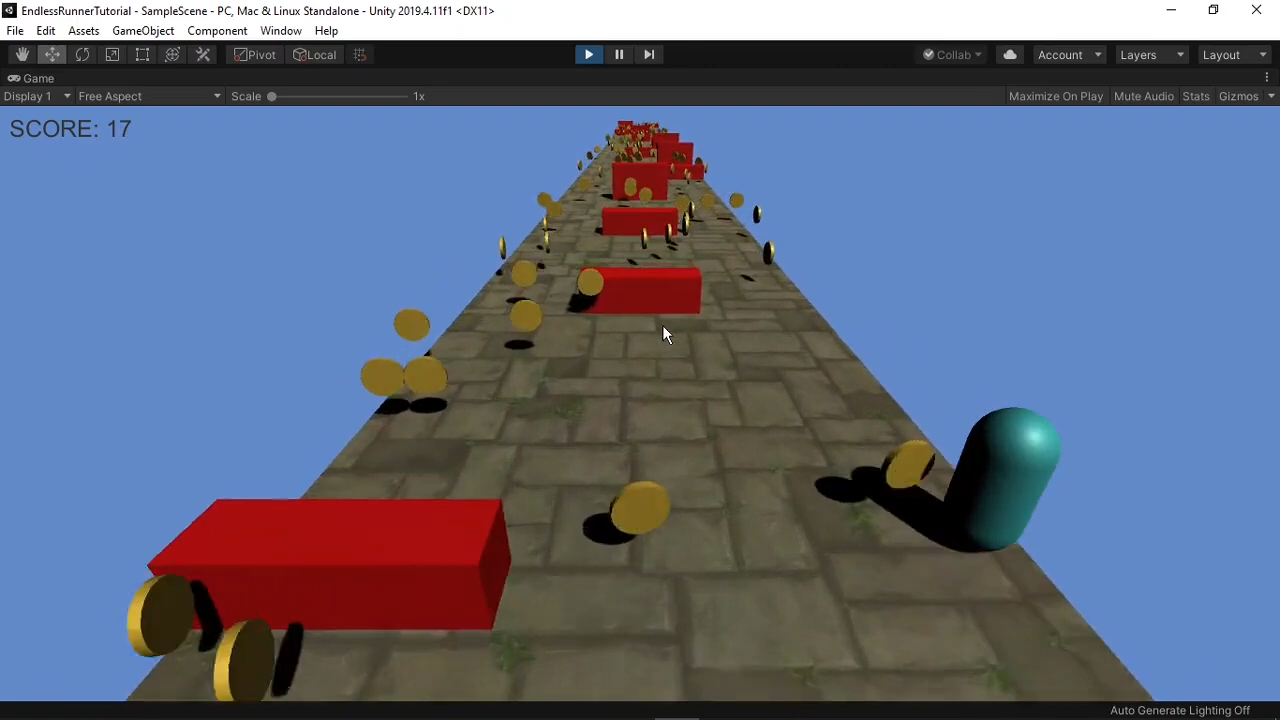 EndlessRunnerTutorial - SampleScene - PC, Mac & Linux Standalone - Unity 2019.4.11f1 <DX11>
File Edit Assets GameObject Component Window Help
Pivot Local Collab Account Layers Layout
Game
Display 1 Free Aspect Scale 1x Maximize On Play Mute Audio Stats Gizmos
SCORE: 17
Auto Generate Lighting Off